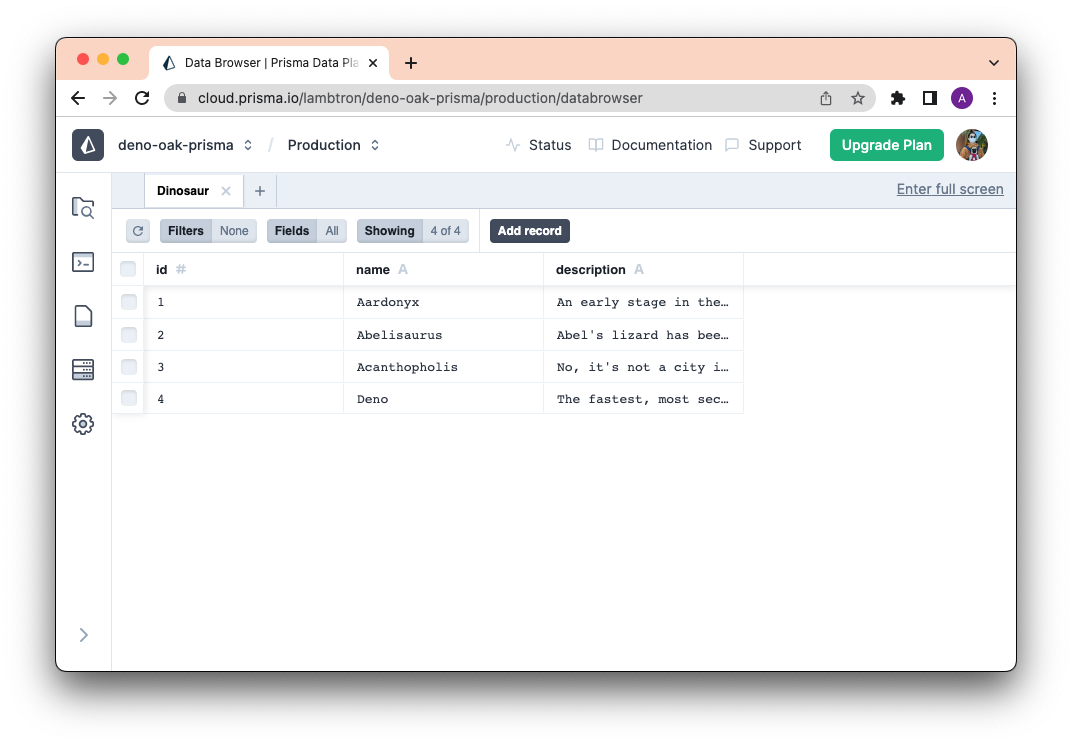 Data Browser | Prisma Data Pla
cloud.prisma.io/lambtron/deno-oak-prisma/production/databrowser
A
deno-oak-prisma / Production Status Documentation Support Upgrade Plan
Dinosaur Enter full screen
Filters None Fields All Showing 4 of 4 Add record
id # name A description A
1 Aardonyx An early stage in the…
2 Abelisaurus Abel's lizard has bee…
3 Acanthopholis No, it's not a city i…
4 Deno The fastest, most sec…